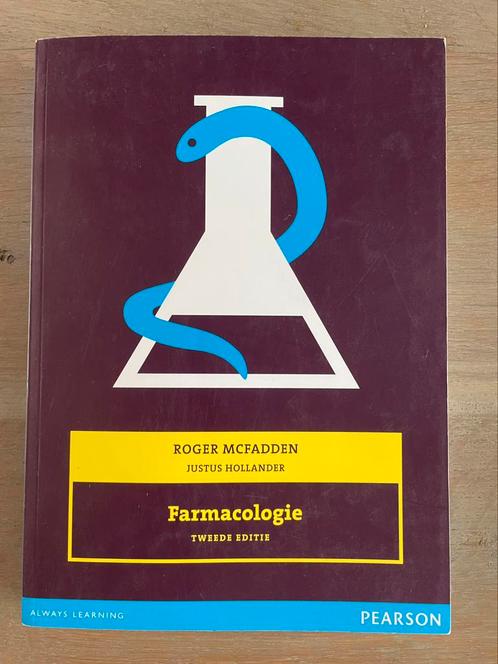 ROGER MCFADDEN
JUSTUS HOLLANDER
Farmacologie
TWEEDE EDITIE
ALWAYS LEARNING
PEARSON